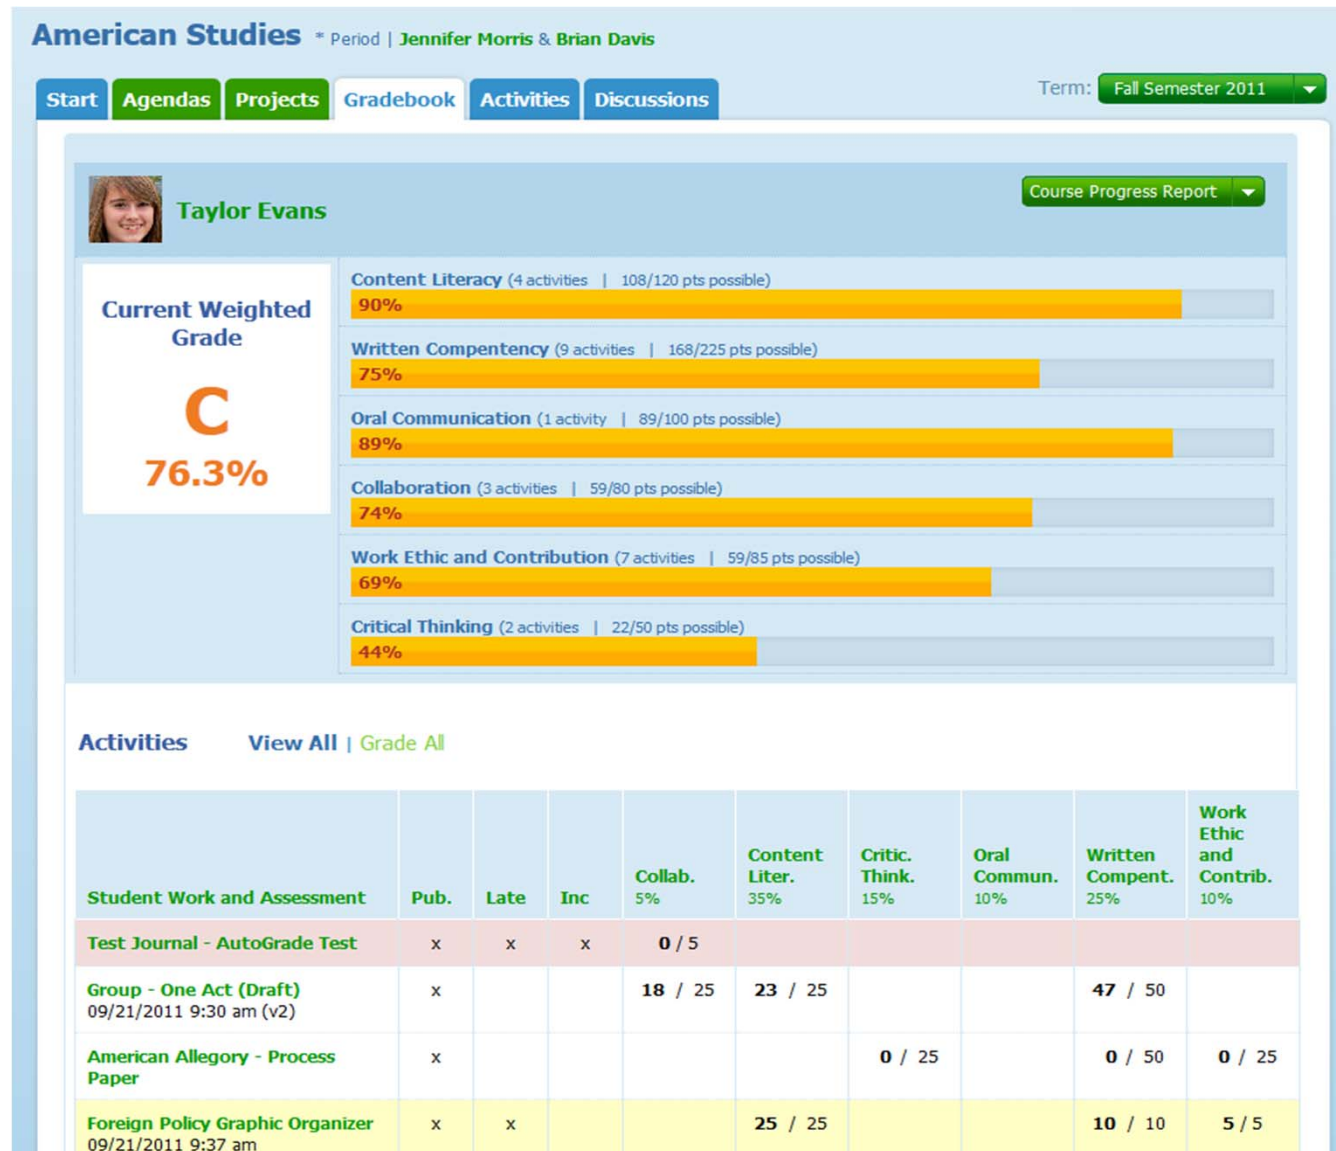 American Studies * Period | Jennifer Morris & Brian Davis
Start Agendas Projects Gradebook Activities Discussions Term: Fall Semester 2011
Taylor Evans Course Progress Report
Current Weighted
Grade
C
76.3%
Content Literacy (4 activities | 108/120 pts possible)
90%
Written Compentency (9 activities | 168/225 pts possible)
75%
Oral Communication (1 activity | 89/100 pts possible)
89%
Collaboration (3 activities | 59/80 pts possible)
74%
Work Ethic and Contribution (7 activities | 59/85 pts possible)
69%
Critical Thinking (2 activities | 22/50 pts possible)
44%
Activities View All | Grade All
Student Work and Assessment Pub. Late Inc
Collab.
5%
Content
Liter.
35%
Critic.
Think.
15%
Oral
Commun.
10%
Written
Compent.
25%
Work
Ethic
and
Contrib.
10%
Test Journal - AutoGrade Test x x x 0 / 5
Group - One Act (Draft) x 18 / 25 23 / 25 47 / 50
09/21/2011 9:30 am (v2)
American Allegory - Process x 0 / 25 0 / 50 0 / 25
Paper
Foreign Policy Graphic Organizer x x 25 / 25 10 / 10 5 / 5
09/21/2011 9:37 am